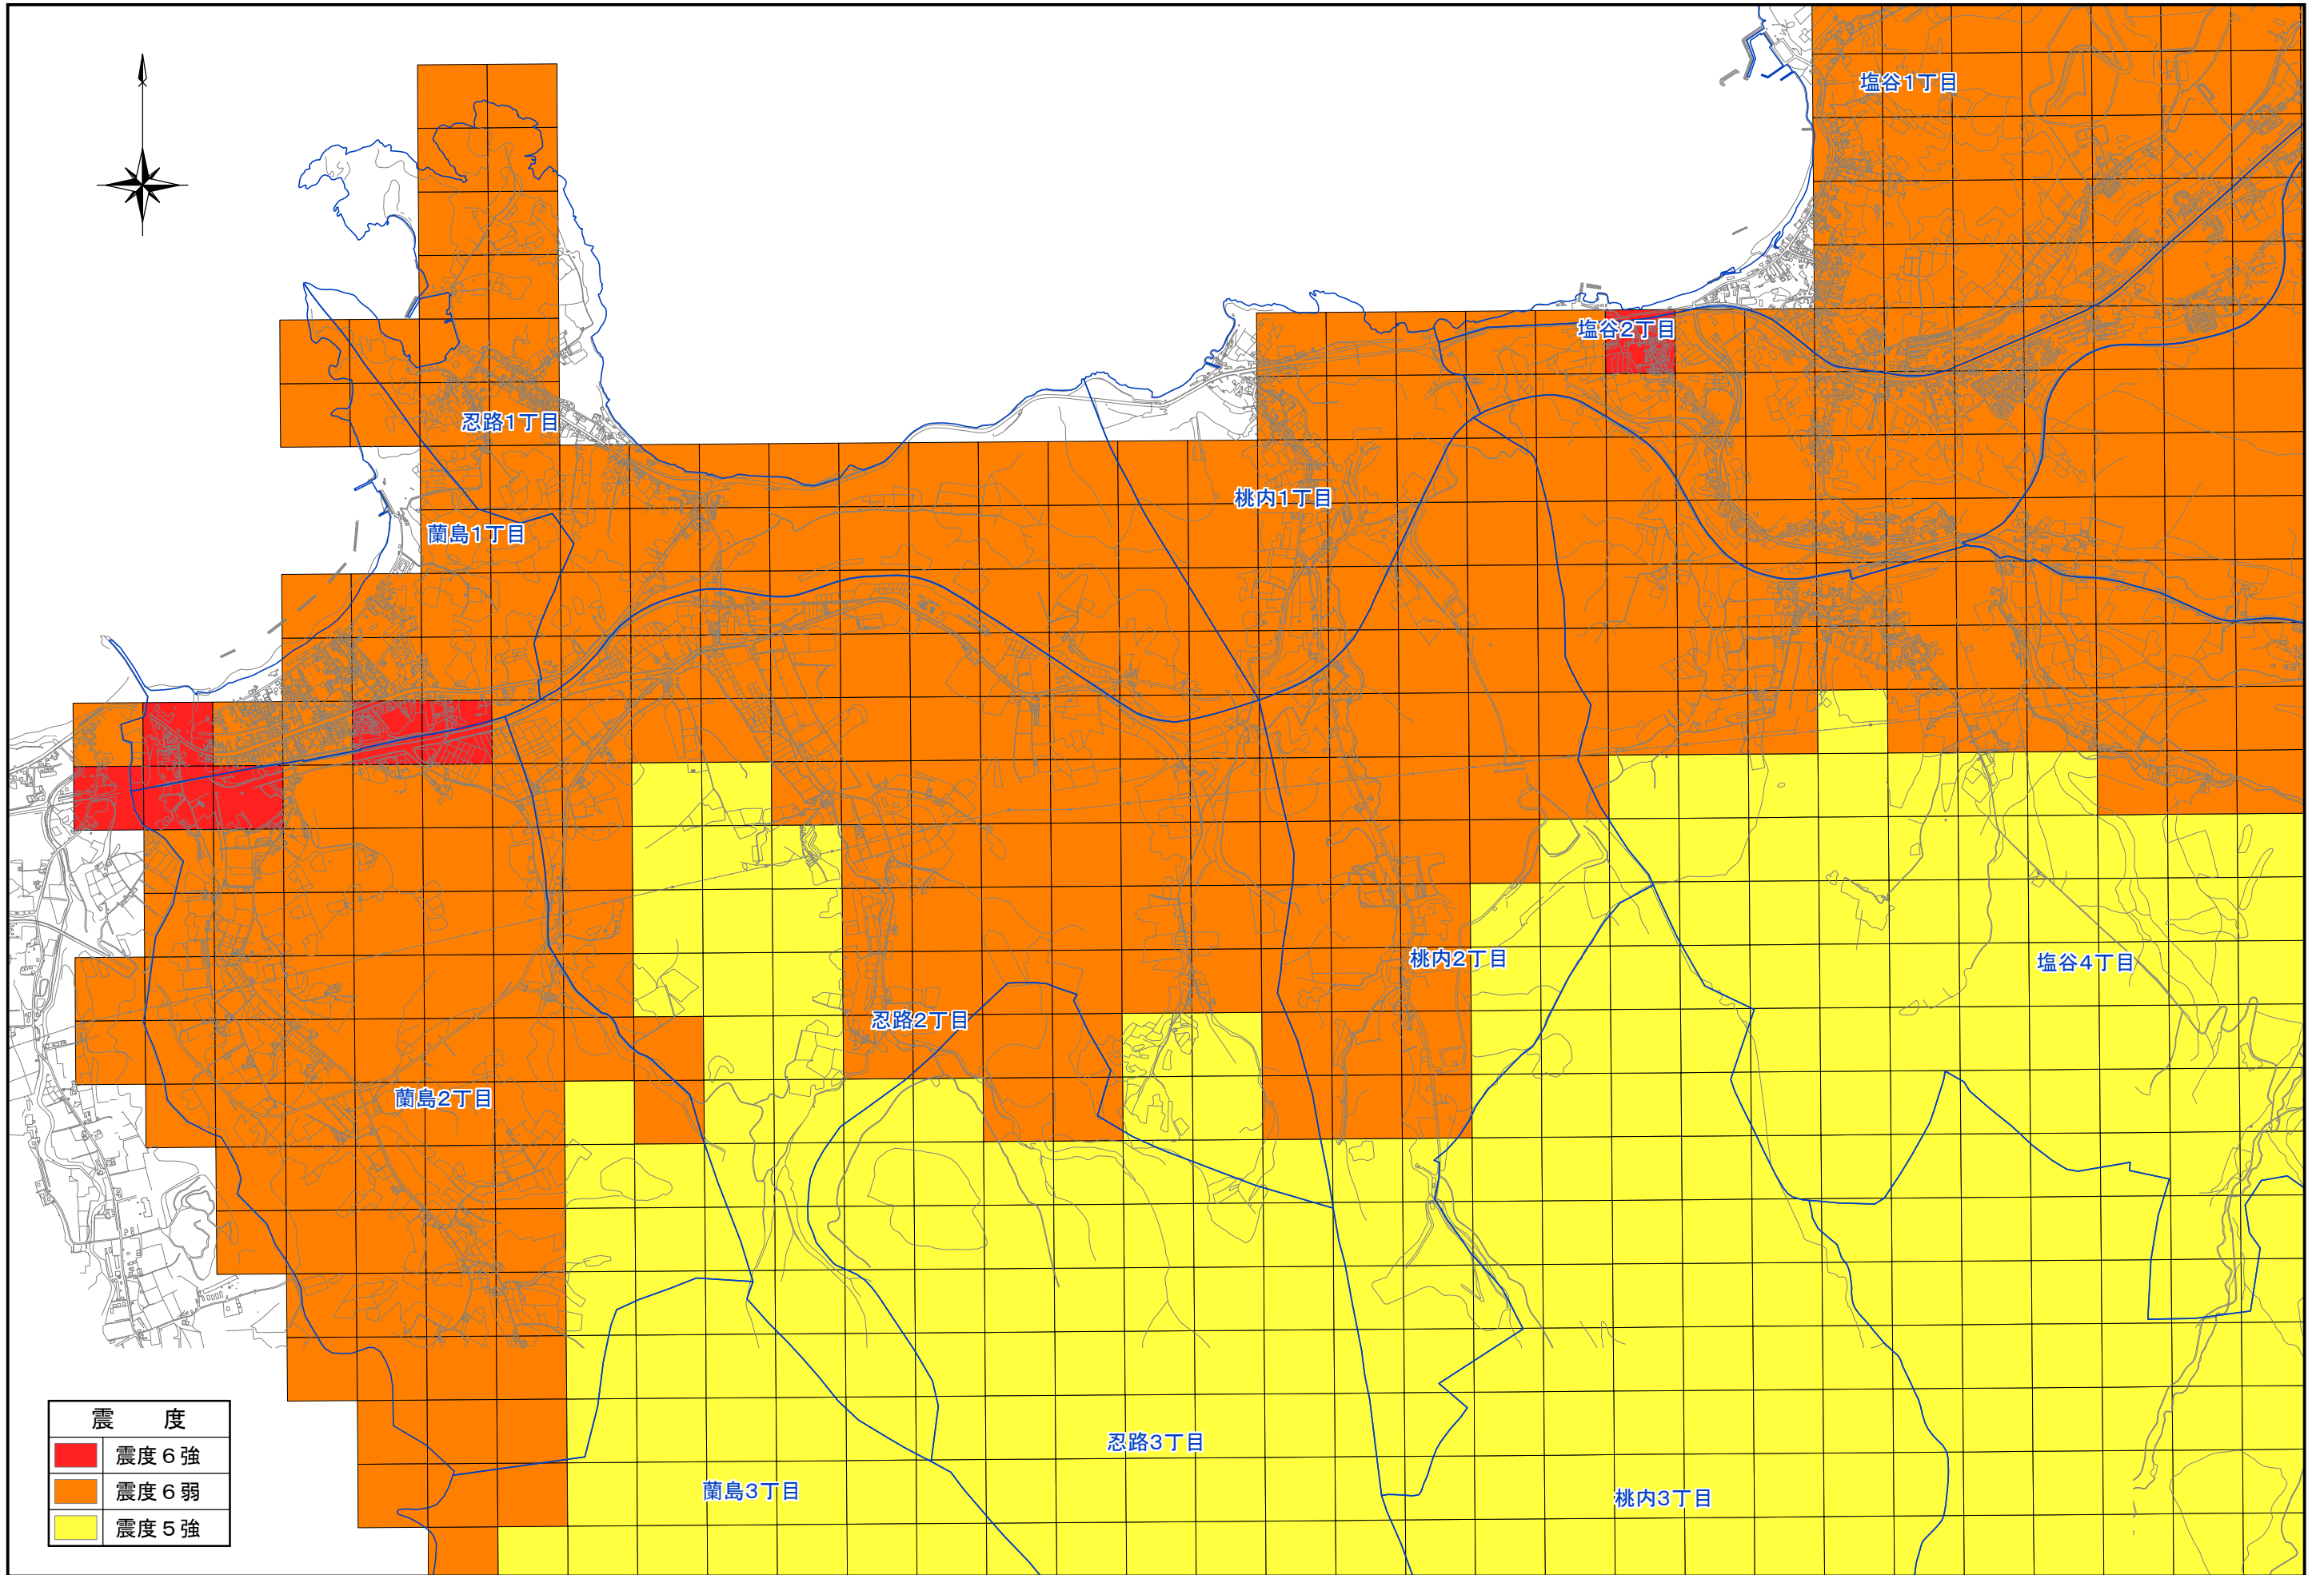 塩谷1丁目
塩谷2丁目
忍路1丁目
桃内1丁目
蘭島1丁目
桃内2丁目
塩谷4丁目
忍路2丁目
蘭島2丁目
忍路3丁目
蘭島3丁目
桃内3丁目
震　度
震度６強
震度６弱
震度５強